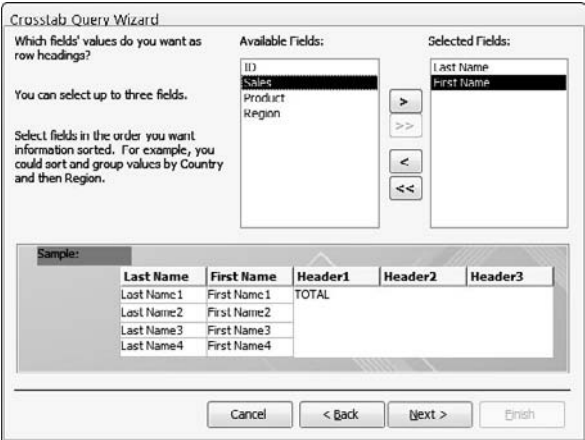 Crosstab Query Wizard
Which fields' values do you want as
row headings?
You can select up to three fields.
Select fields in the order you want
information sorted. For example, you
could sort and group values by Country
and then Region.
Available Fields:
ID
Sales
Product
Region
>
>>
<
<<
Selected Fields:
Last Name
First Name
Sample:
Last Name First Name Header1 Header2 Header3
Last Name1 First Name1 TOTAL
Last Name2 First Name2
Last Name3 First Name3
Last Name4 First Name4
Cancel < Back Next > Finish